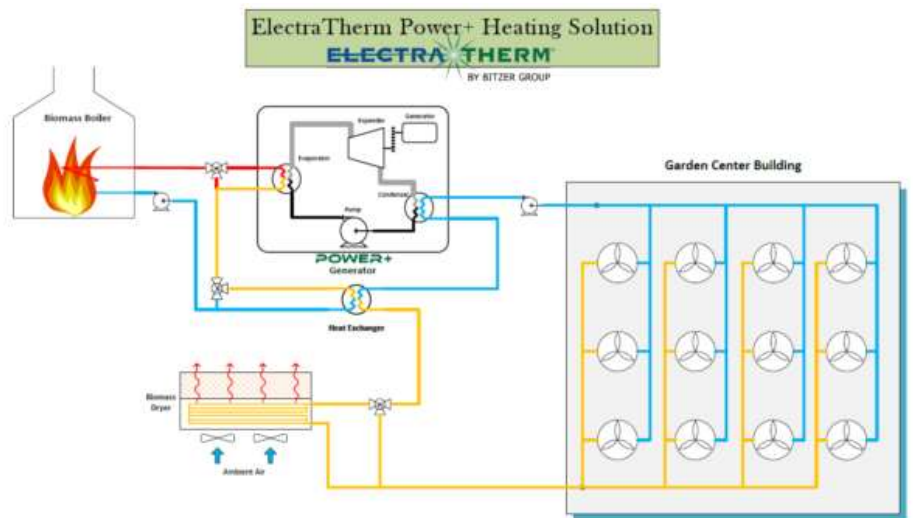 ElectraTherm Power+ Heating Solution
ELECTRATHERM
BY BITZER GROUP
Biomass Boiler
Expander
Generator
Evaporator
Condenser
Pump
POWER+
Generator
Heat Exchanger
Garden Center Building
Biomass
Dryer
Ambient Air